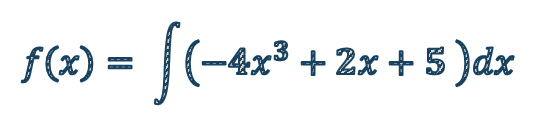 f(x) = ∫(−4x³ + 2x + 5 )dx